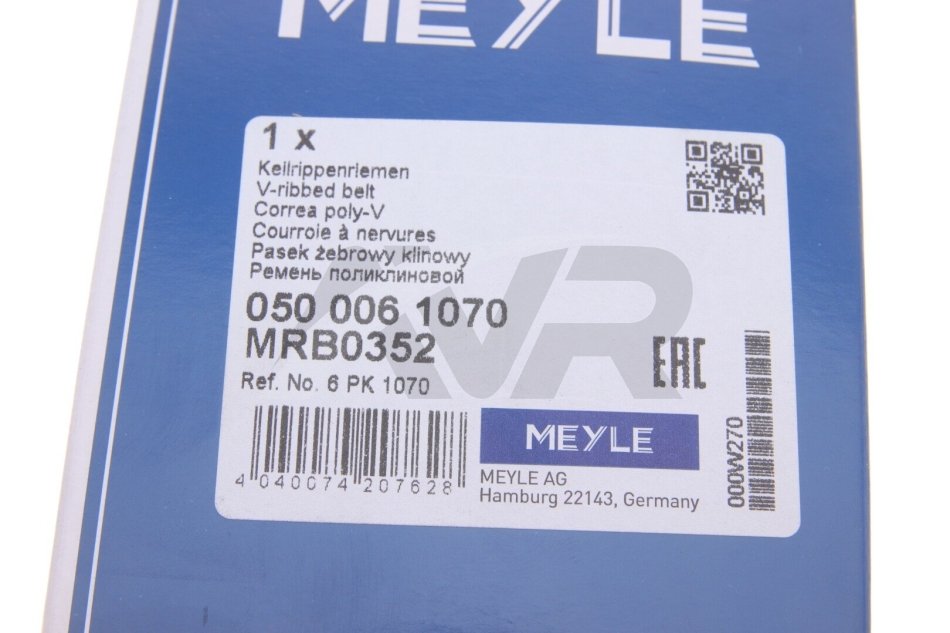 MEYLE
1 x
Keilrippenriemen
V-ribbed belt
Correa poly-V
Courroie à nervures
Pasek żebrowy klinowy
Ремень поликлиновой
050 006 1070
MRB0352
Ref. No. 6 PK 1070
EAC
4 040074 207628
MEYLE
MEYLE AG
Hamburg 22143, Germany
000W270
VR